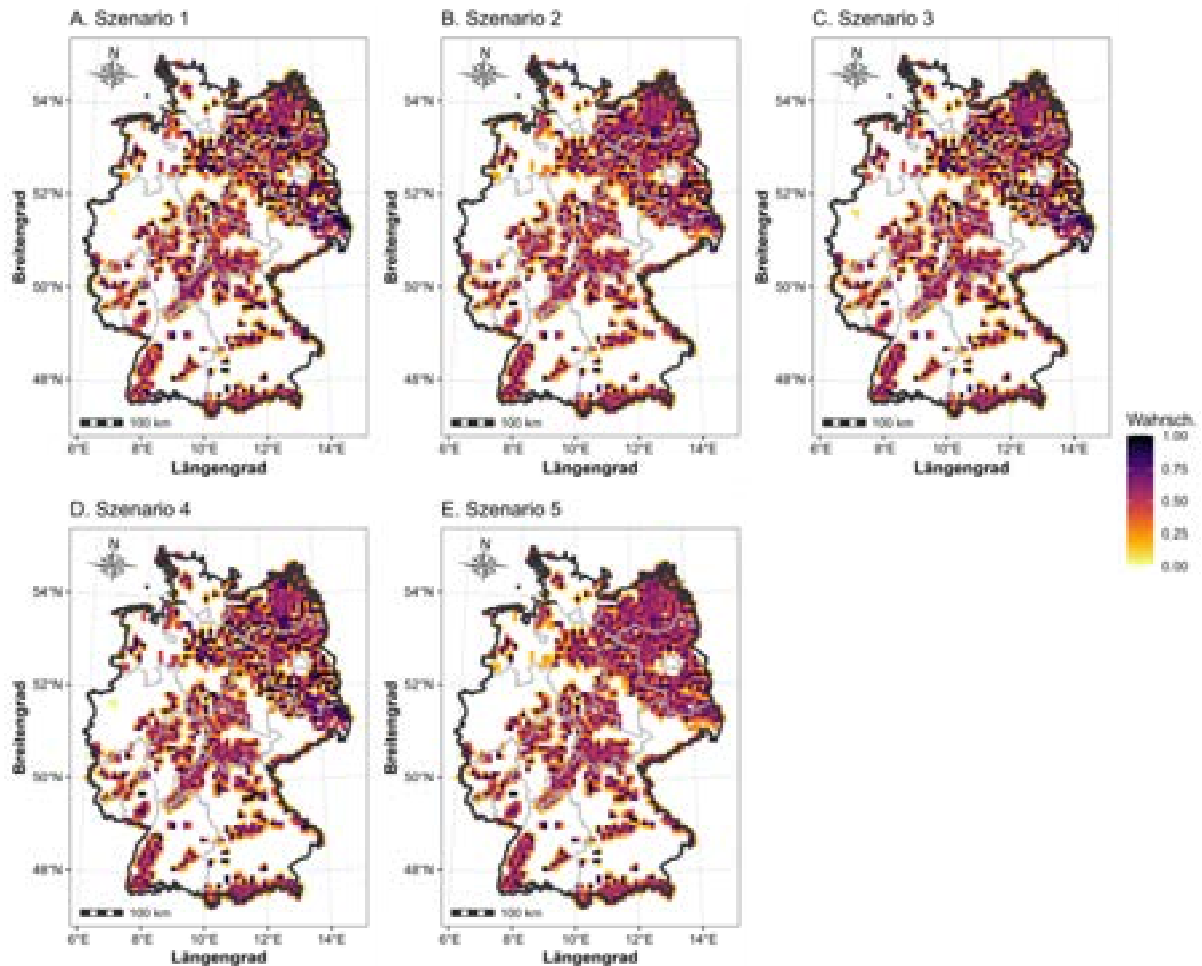 A. Szenario 1
B. Szenario 2
C. Szenario 3
N
N
N
54°N
52°N
50°N
48°N
54°N
52°N
50°N
48°N
54°N
52°N
50°N
48°N
Breitengrad
Breitengrad
Breitengrad
100 km
100 km
100 km
6°E 8°E 10°E 12°E 14°E
6°E 8°E 10°E 12°E 14°E
6°E 8°E 10°E 12°E 14°E
Längengrad
Längengrad
Längengrad
Wahrsch.
1.00
0.75
0.50
0.25
0.00
D. Szenario 4
E. Szenario 5
N
N
54°N
52°N
50°N
48°N
54°N
52°N
50°N
48°N
Breitengrad
Breitengrad
100 km
100 km
6°E 8°E 10°E 12°E 14°E
6°E 8°E 10°E 12°E 14°E
Längengrad
Längengrad